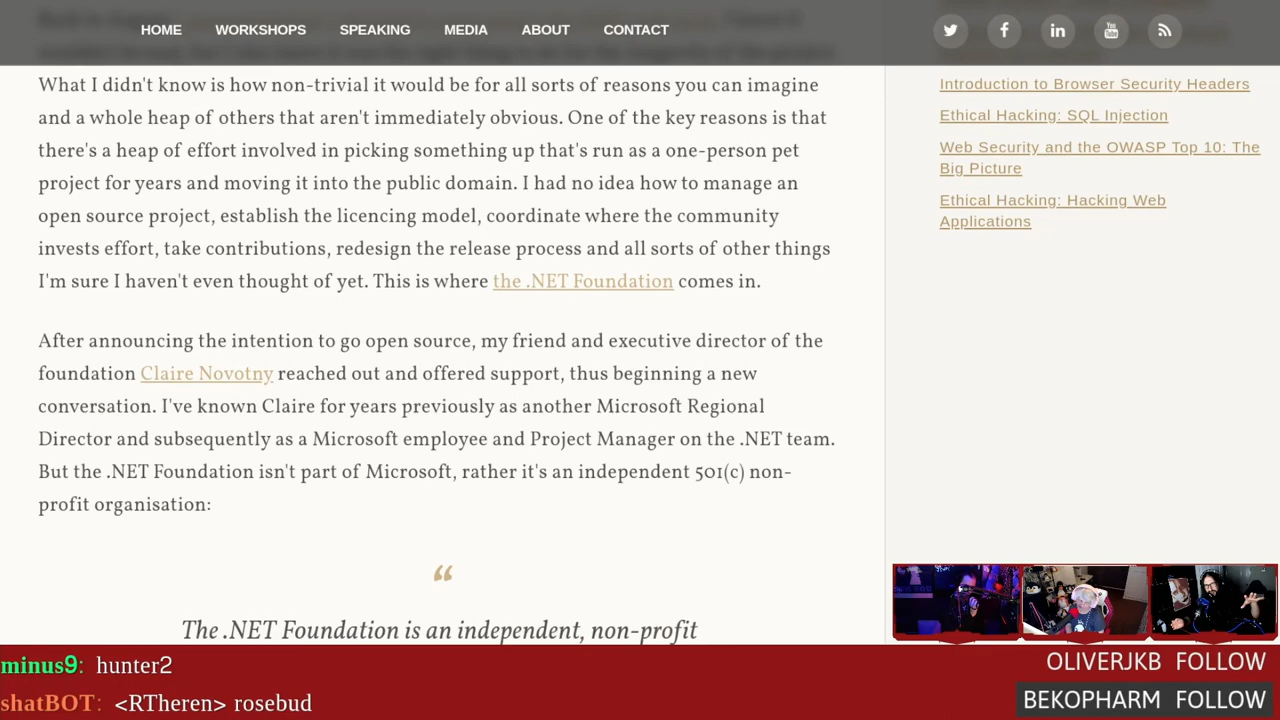 HOME WORKSHOPS SPEAKING MEDIA ABOUT CONTACT
What I didn't know is how non-trivial it would be for all sorts of reasons you can imagine
and a whole heap of others that aren't immediately obvious. One of the key reasons is that
there's a heap of effort involved in picking something up that's run as a one-person pet
project for years and moving it into the public domain. I had no idea how to manage an
open source project, establish the licencing model, coordinate where the community
invests effort, take contributions, redesign the release process and all sorts of other things
I'm sure I haven't even thought of yet. This is where the .NET Foundation comes in.
After announcing the intention to go open source, my friend and executive director of the
foundation Claire Novotny reached out and offered support, thus beginning a new
conversation. I've known Claire for years previously as another Microsoft Regional
Director and subsequently as a Microsoft employee and Project Manager on the .NET team.
But the .NET Foundation isn't part of Microsoft, rather it's an independent 501(c) non-
profit organisation:
“
The .NET Foundation is an independent, non-profit
Introduction to Browser Security Headers
Ethical Hacking: SQL Injection
Web Security and the OWASP Top 10: The
Big Picture
Ethical Hacking: Hacking Web
Applications
minus9: hunter2
shatBOT: <RTheren> rosebud
OLIVERJKB FOLLOW
BEKOPHARM FOLLOW